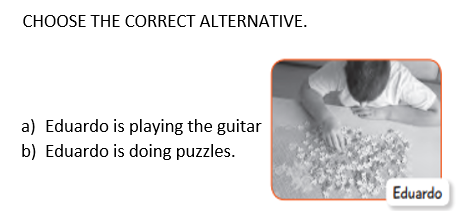 CHOOSE THE CORRECT ALTERNATIVE.
a) Eduardo is playing the guitar
b) Eduardo is doing puzzles.
Eduardo